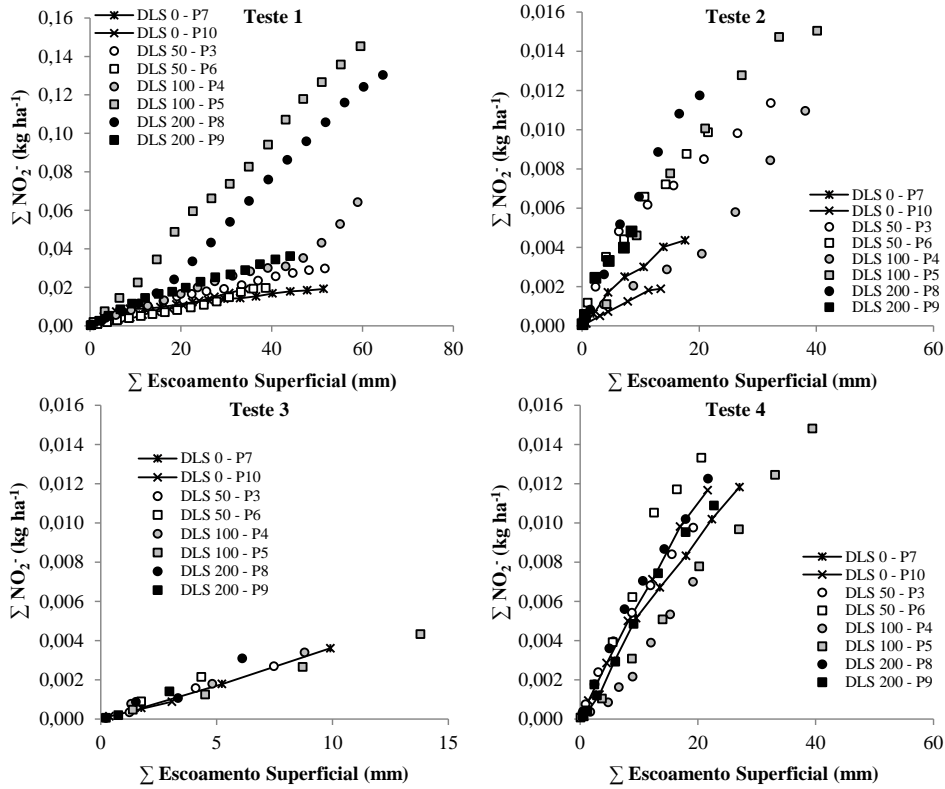 Teste 1
∑ NO₂⁻ (kg ha⁻¹)
0,16
0,14
0,12
0,10
0,08
0,06
0,04
0,02
0,00
DLS 0 - P7
DLS 0 - P10
DLS 50 - P3
DLS 50 - P6
DLS 100 - P4
DLS 100 - P5
DLS 200 - P8
DLS 200 - P9
0 20 40 60 80
∑ Escoamento Superficial (mm)
Teste 2
∑ NO₂⁻ (kg ha⁻¹)
0,016
0,014
0,012
0,010
0,008
0,006
0,004
0,002
0,000
DLS 0 - P7
DLS 0 - P10
DLS 50 - P3
DLS 50 - P6
DLS 100 - P4
DLS 100 - P5
DLS 200 - P8
DLS 200 - P9
0 20 40 60
∑ Escoamento Superficial (mm)
Teste 3
∑ NO₂⁻ (kg ha⁻¹)
0,016
0,014
0,012
0,010
0,008
0,006
0,004
0,002
0,000
DLS 0 - P7
DLS 0 - P10
DLS 50 - P3
DLS 50 - P6
DLS 100 - P4
DLS 100 - P5
DLS 200 - P8
DLS 200 - P9
0 5 10 15
∑ Escoamento Superficial (mm)
Teste 4
∑ NO₂⁻ (kg ha⁻¹)
0,016
0,014
0,012
0,010
0,008
0,006
0,004
0,002
0,000
DLS 0 - P7
DLS 0 - P10
DLS 50 - P3
DLS 50 - P6
DLS 100 - P4
DLS 100 - P5
DLS 200 - P8
DLS 200 - P9
0 20 40 60
∑ Escoamento Superficial (mm)